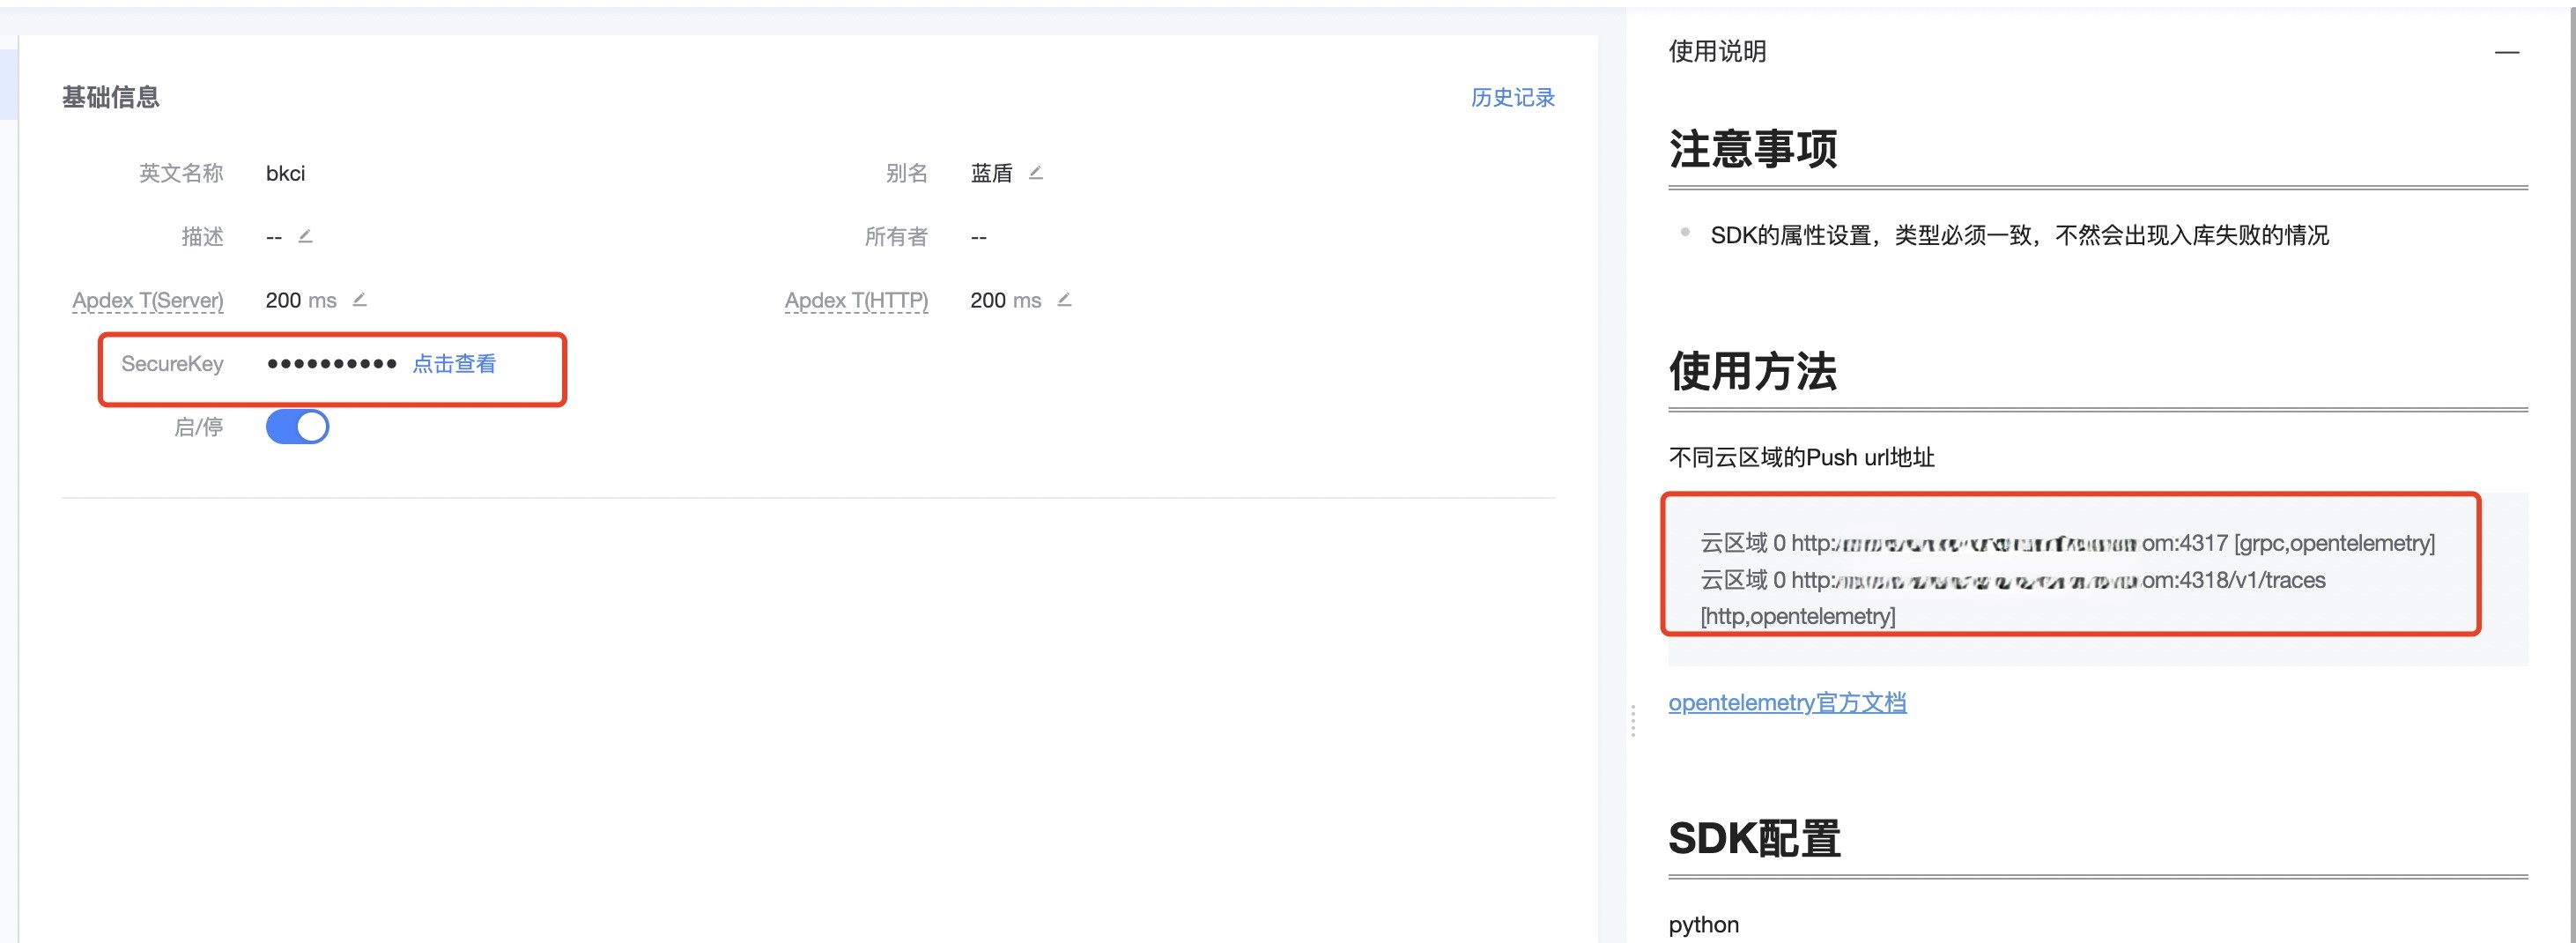 基础信息
历史记录
英文名称 bkci
别名 蓝盾
描述 --
所有者 --
Apdex T(Server) 200 ms
Apdex T(HTTP) 200 ms
SecureKey •••••••••• 点击查看
启/停
使用说明
注意事项
SDK的属性设置，类型必须一致，不然会出现入库失败的情况
使用方法
不同云区域的Push url地址
云区域 0 http:/ om:4317 [grpc,opentelemetry]
云区域 0 http:/ om:4318/v1/traces
[http,opentelemetry]
opentelemetry官方文档
SDK配置
python